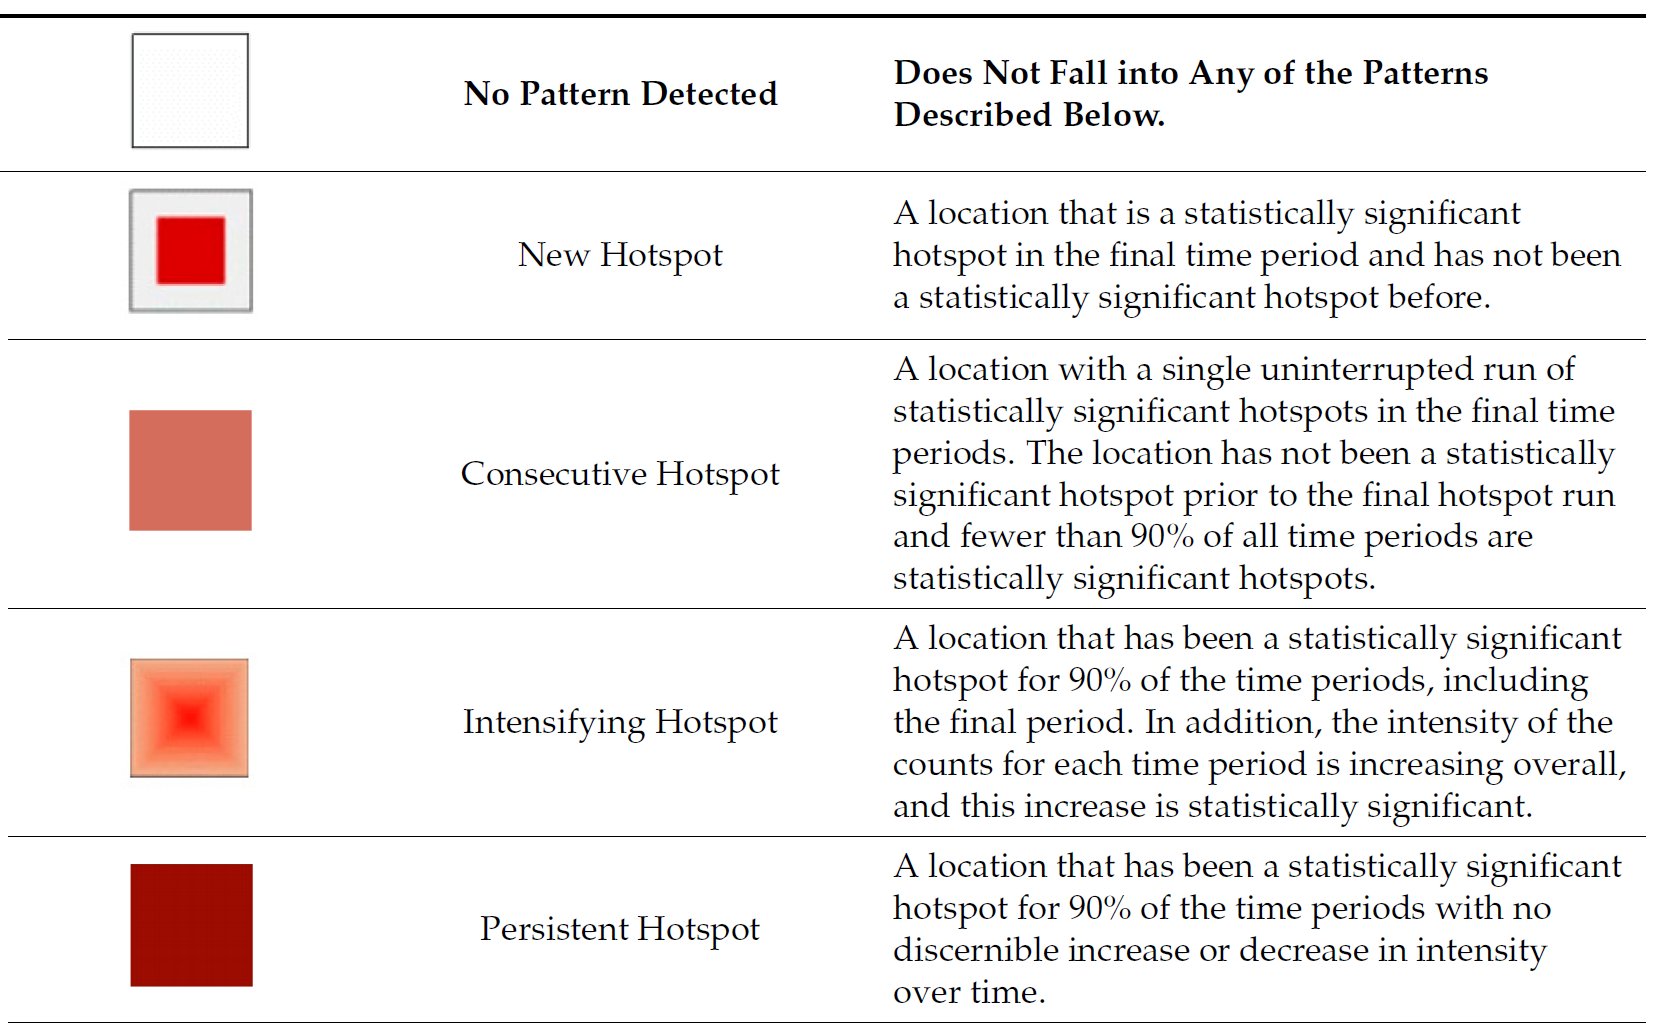 No Pattern Detected
Does Not Fall into Any of the Patterns
Described Below.
New Hotspot
A location that is a statistically significant
hotspot in the final time period and has not been
a statistically significant hotspot before.
Consecutive Hotspot
A location with a single uninterrupted run of
statistically significant hotspots in the final time
periods. The location has not been a statistically
significant hotspot prior to the final hotspot run
and fewer than 90% of all time periods are
statistically significant hotspots.
Intensifying Hotspot
A location that has been a statistically significant
hotspot for 90% of the time periods, including
the final period. In addition, the intensity of the
counts for each time period is increasing overall,
and this increase is statistically significant.
Persistent Hotspot
A location that has been a statistically significant
hotspot for 90% of the time periods with no
discernible increase or decrease in intensity
over time.